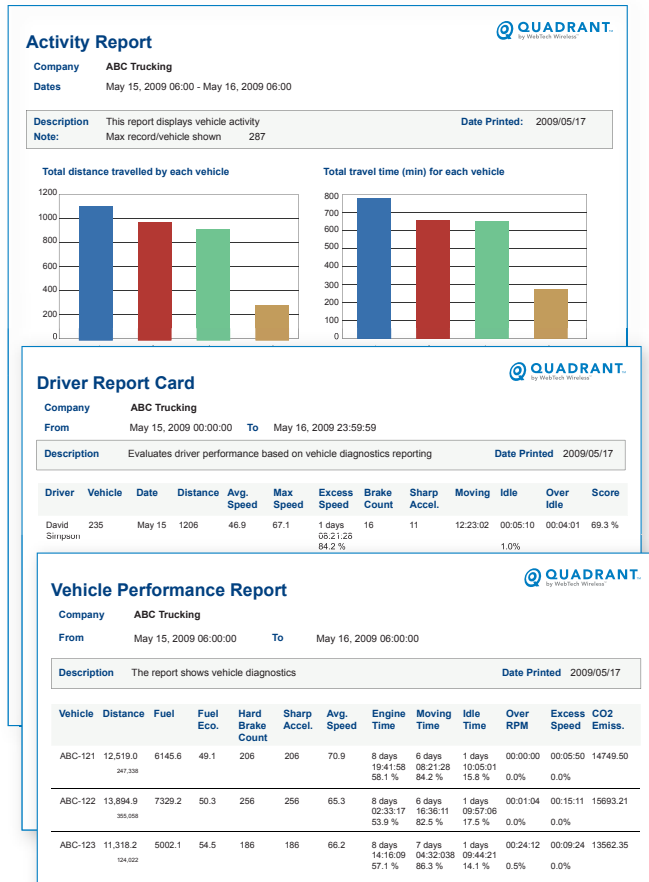 Activity Report
QUADRANT
by WebTech Wireless
Company ABC Trucking
Dates May 15, 2009 06:00 - May 16, 2009 06:00
Description This report displays vehicle activity Date Printed: 2009/05/17
Note: Max record/vehicle shown 287
Total distance travelled by each vehicle
1200
1000
800
600
400
200
0
Total travel time (min) for each vehicle
800
700
600
500
400
300
200
100
0
Driver Report Card
QUADRANT
by WebTech Wireless
Company ABC Trucking
From May 15, 2009 00:00:00 To May 16, 2009 23:59:59
Description Evaluates driver performance based on vehicle diagnostics reporting Date Printed 2009/05/17
Driver Vehicle Date Distance Avg. Max Excess Brake Sharp Moving Idle Over Score
Speed Speed Speed Count Accel. Idle
David 235 May 15 1206 46.9 67.1 1 days 16 11 12:23:02 00:05:10 00:04:01 69.3 %
Simpson 08:21:28
84.2 % 1.0%
Vehicle Performance Report
QUADRANT
by WebTech Wireless
Company ABC Trucking
From May 15, 2009 06:00:00 To May 16, 2009 06:00:00
Description The report shows vehicle diagnostics Date Printed 2009/05/17
Vehicle Distance Fuel Fuel Hard Sharp Avg. Engine Moving Idle Over Excess CO2
Eco. Brake Accel. Speed Time Time Time RPM Speed Emiss.
Count
ABC-121 12,519.0 6145.6 49.1 206 206 70.9 8 days 6 days 1 days 00:00:00 00:05:50 14749.50
247,338 19:41:58 08:21:28 10:05:01
58.1 % 84.2 % 15.8 % 0.0% 0.0%
ABC-122 13,894.9 7329.2 50.3 256 256 65.3 8 days 6 days 1 days 00:01:04 00:15:11 15693.21
355,058 02:33:17 16:36:11 09:57:06
53.9 % 82.5 % 17.5 % 0.0% 0.0%
ABC-123 11,318.2 5002.1 54.5 186 186 66.2 8 days 7 days 1 days 00:24:12 00:09:24 13562.35
124,022 14:16:09 04:32:038 09:44:21
57.1 % 86.3 % 14.1 % 0.5% 0.0%